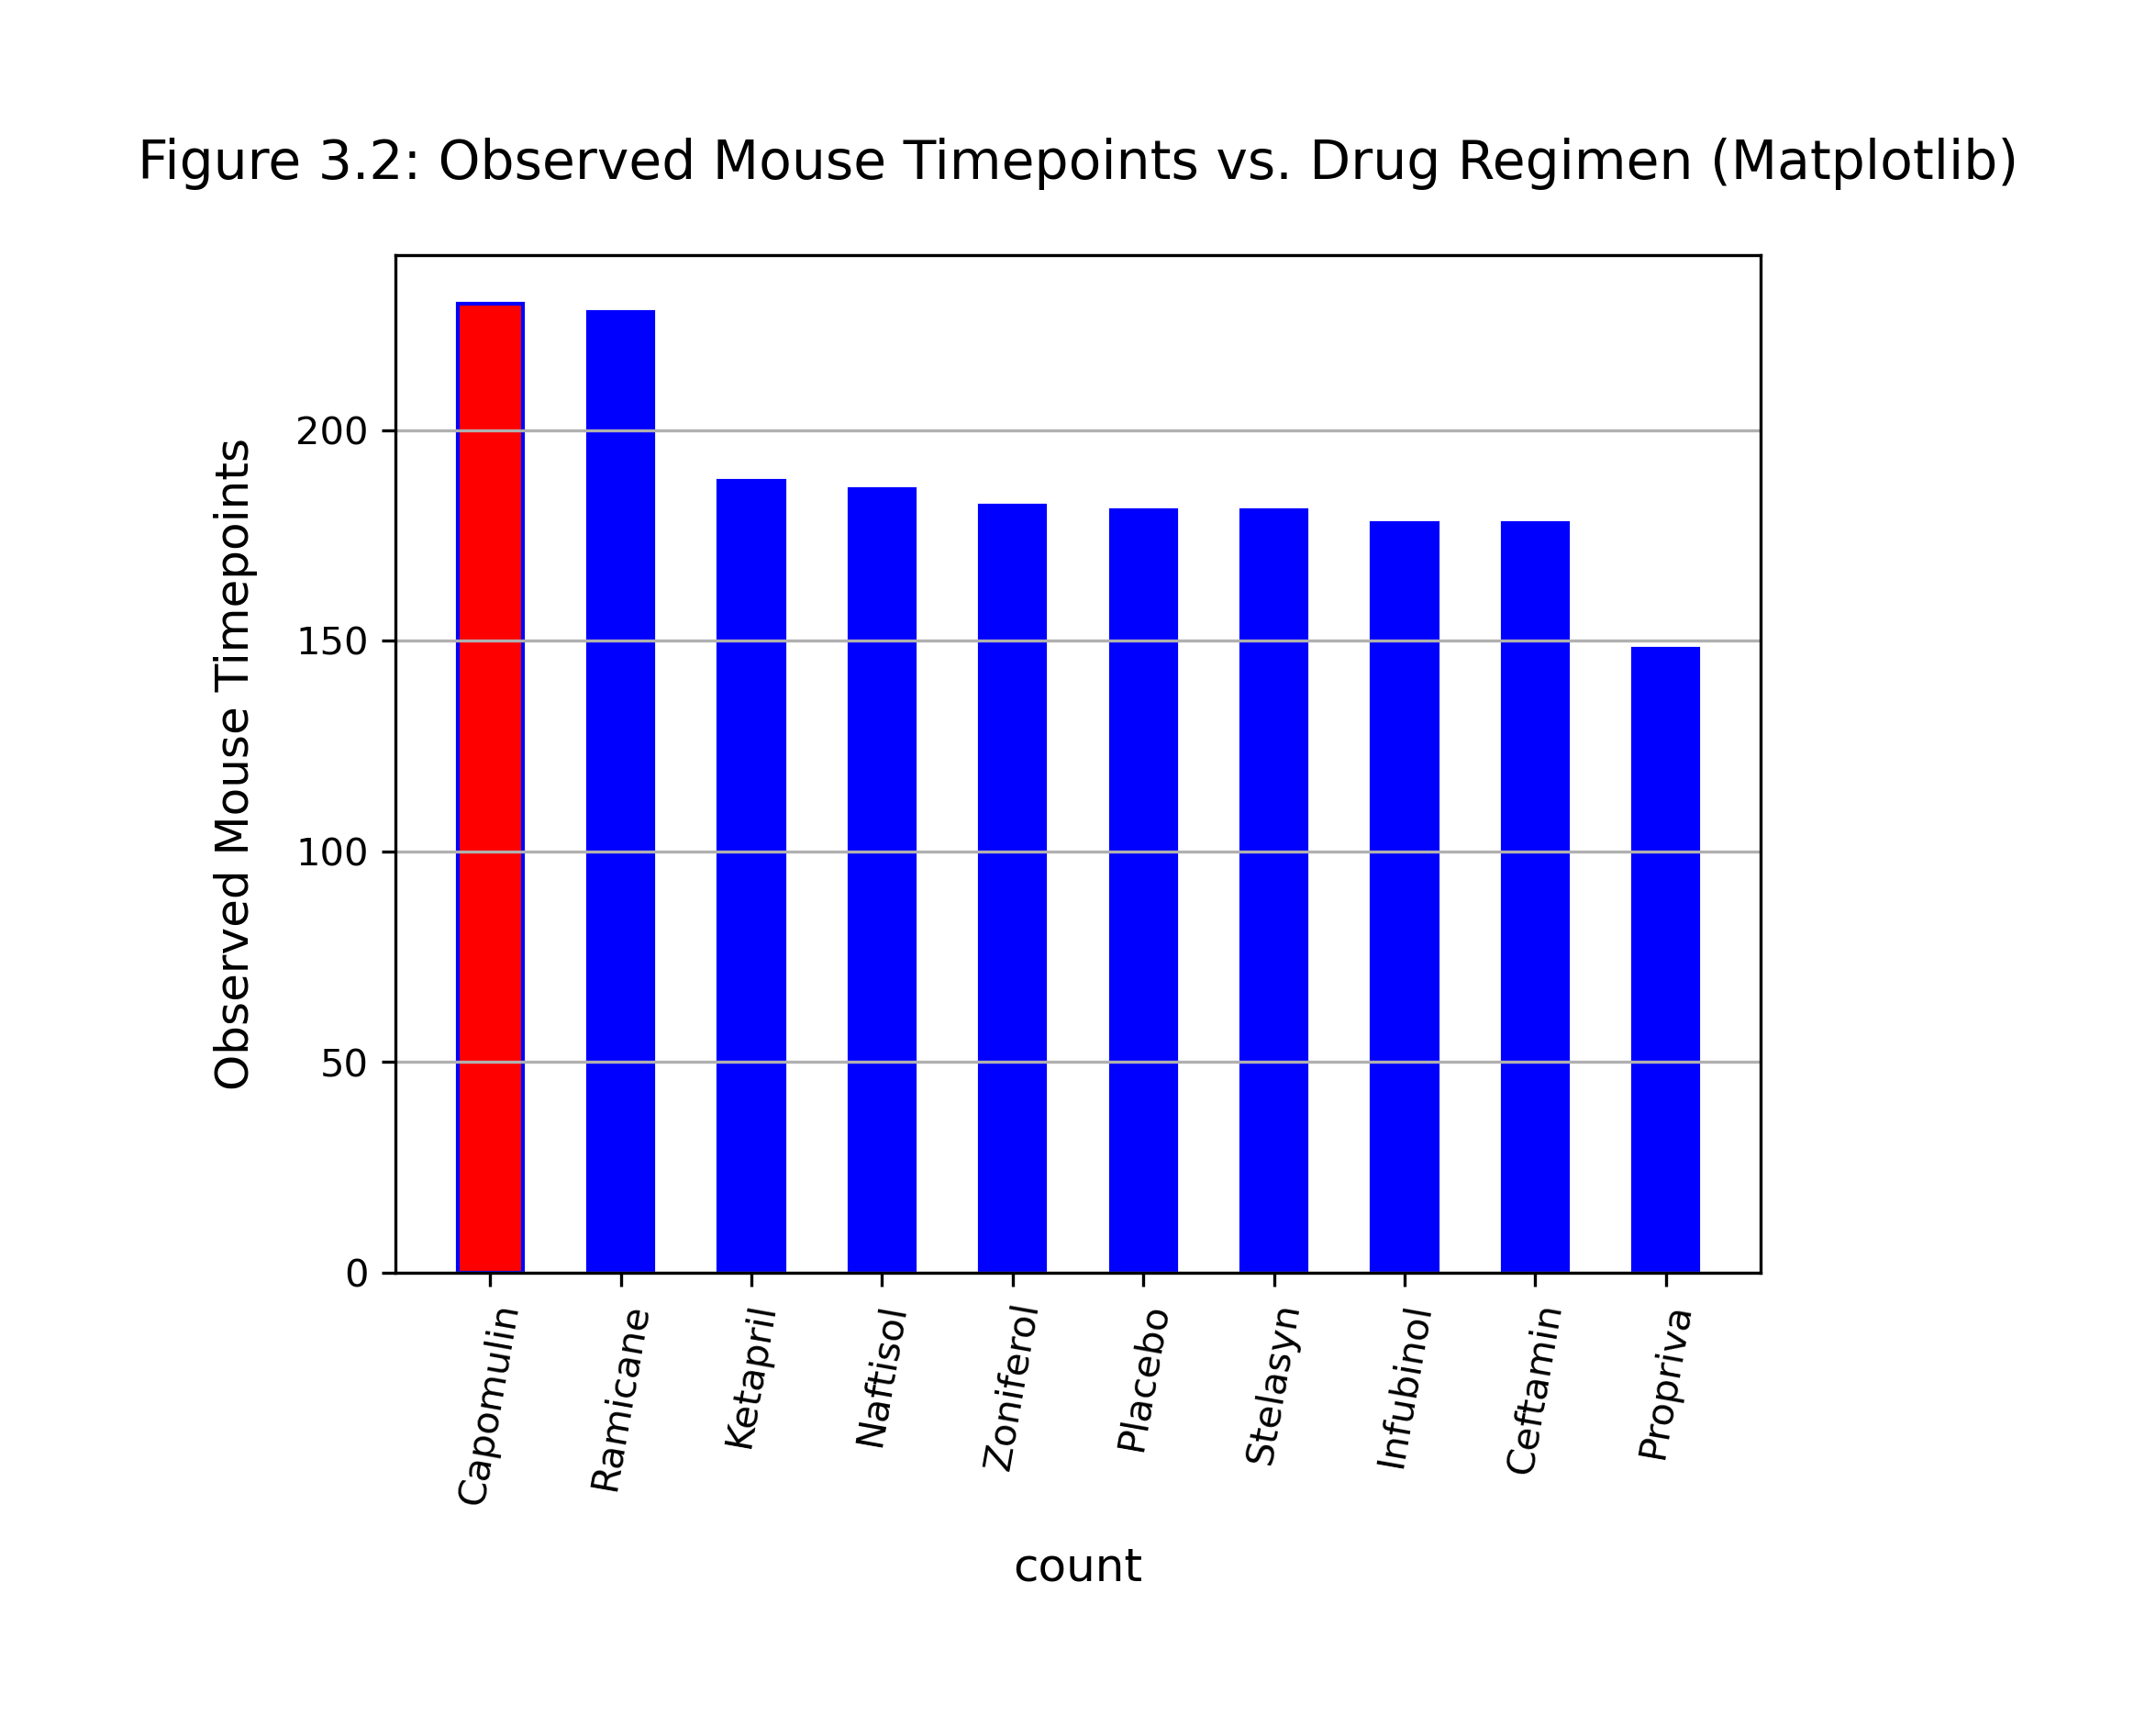 Figure 3.2: Observed Mouse Timepoints vs. Drug Regimen (Matplotlib)
Observed Mouse Timepoints
200
150
100
50
0
Capomulin
Ramicane
Ketapril
Naftisol
Zoniferol
Placebo
Stelasyn
Infubinol
Ceftamin
Propriva
count